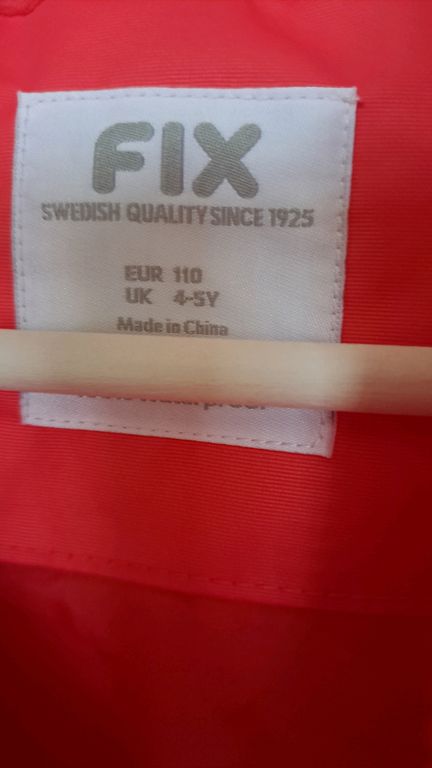 FIX
SWEDISH QUALITY SINCE 1925
EUR 110
UK 4-5Y
Made in China